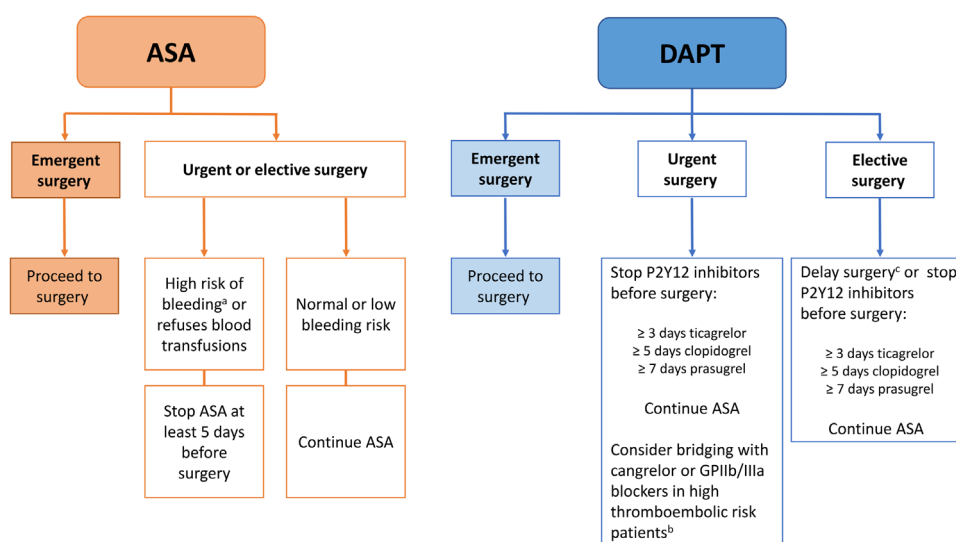 ASA
Emergent
surgery
Urgent or elective surgery
Proceed to
surgery
High risk of
bleedingᵃ or
refuses blood
transfusions
Normal or low
bleeding risk
Stop ASA at
least 5 days
before
surgery
Continue ASA
DAPT
Emergent
surgery
Urgent
surgery
Elective
surgery
Proceed to
surgery
Stop P2Y12 inhibitors
before surgery:
≥ 3 days ticagrelor
≥ 5 days clopidogrel
≥ 7 days prasugrel
Continue ASA
Consider bridging with
cangrelor or GPIIb/IIIa
blockers in high
thromboembolic risk
patientsᵇ
Delay surgeryᶜ or stop
P2Y12 inhibitors
before surgery:
≥ 3 days ticagrelor
≥ 5 days clopidogrel
≥ 7 days prasugrel
Continue ASA